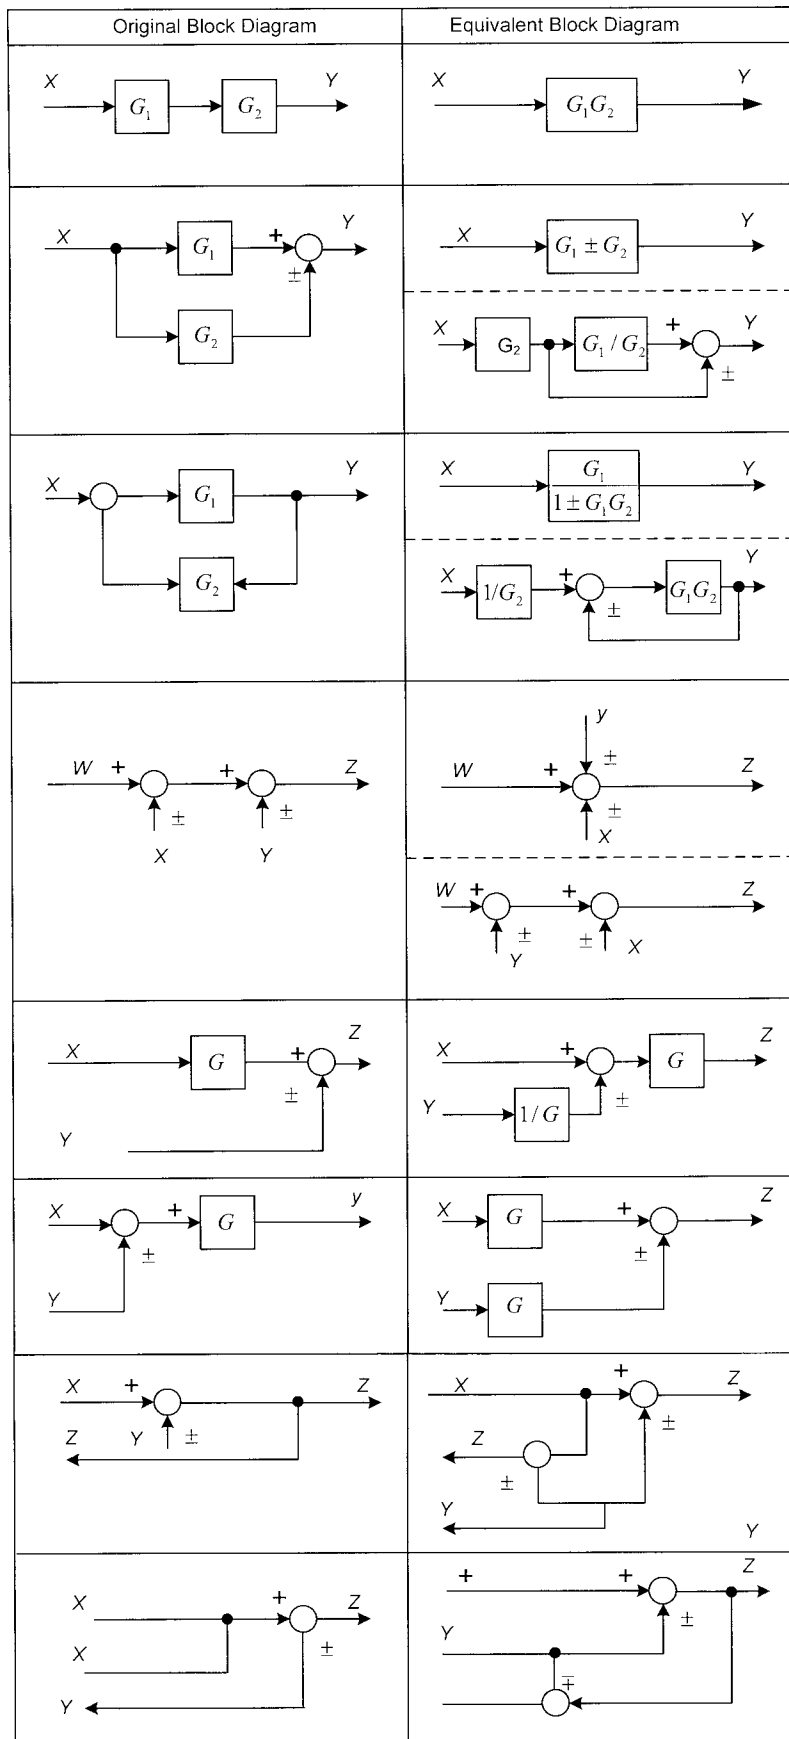 Original Block Diagram
Equivalent Block Diagram
X G₁ G₂ Y
X G₁G₂ Y
X G₁ + Y
±
G₂
X G₁ ± G₂ Y
X G₂ G₁ / G₂ + Y
±
X G₁ Y
G₂
X G₁ Y
1 ± G₁G₂
X 1/G₂ + G₁G₂ Y
±
W + + Z
± ±
X Y
y
±
W + Z
±
X
W + + Z
± ±
Y X
X G + Z
±
Y
X + G Z
Y 1/G ±
X + G y
±
Y
X G + Z
±
Y G
X + Z
Z Y ±
X + Z
±
Z
±
Y
Y
X + Z
±
X
Y
+ + Z
±
Y
∓